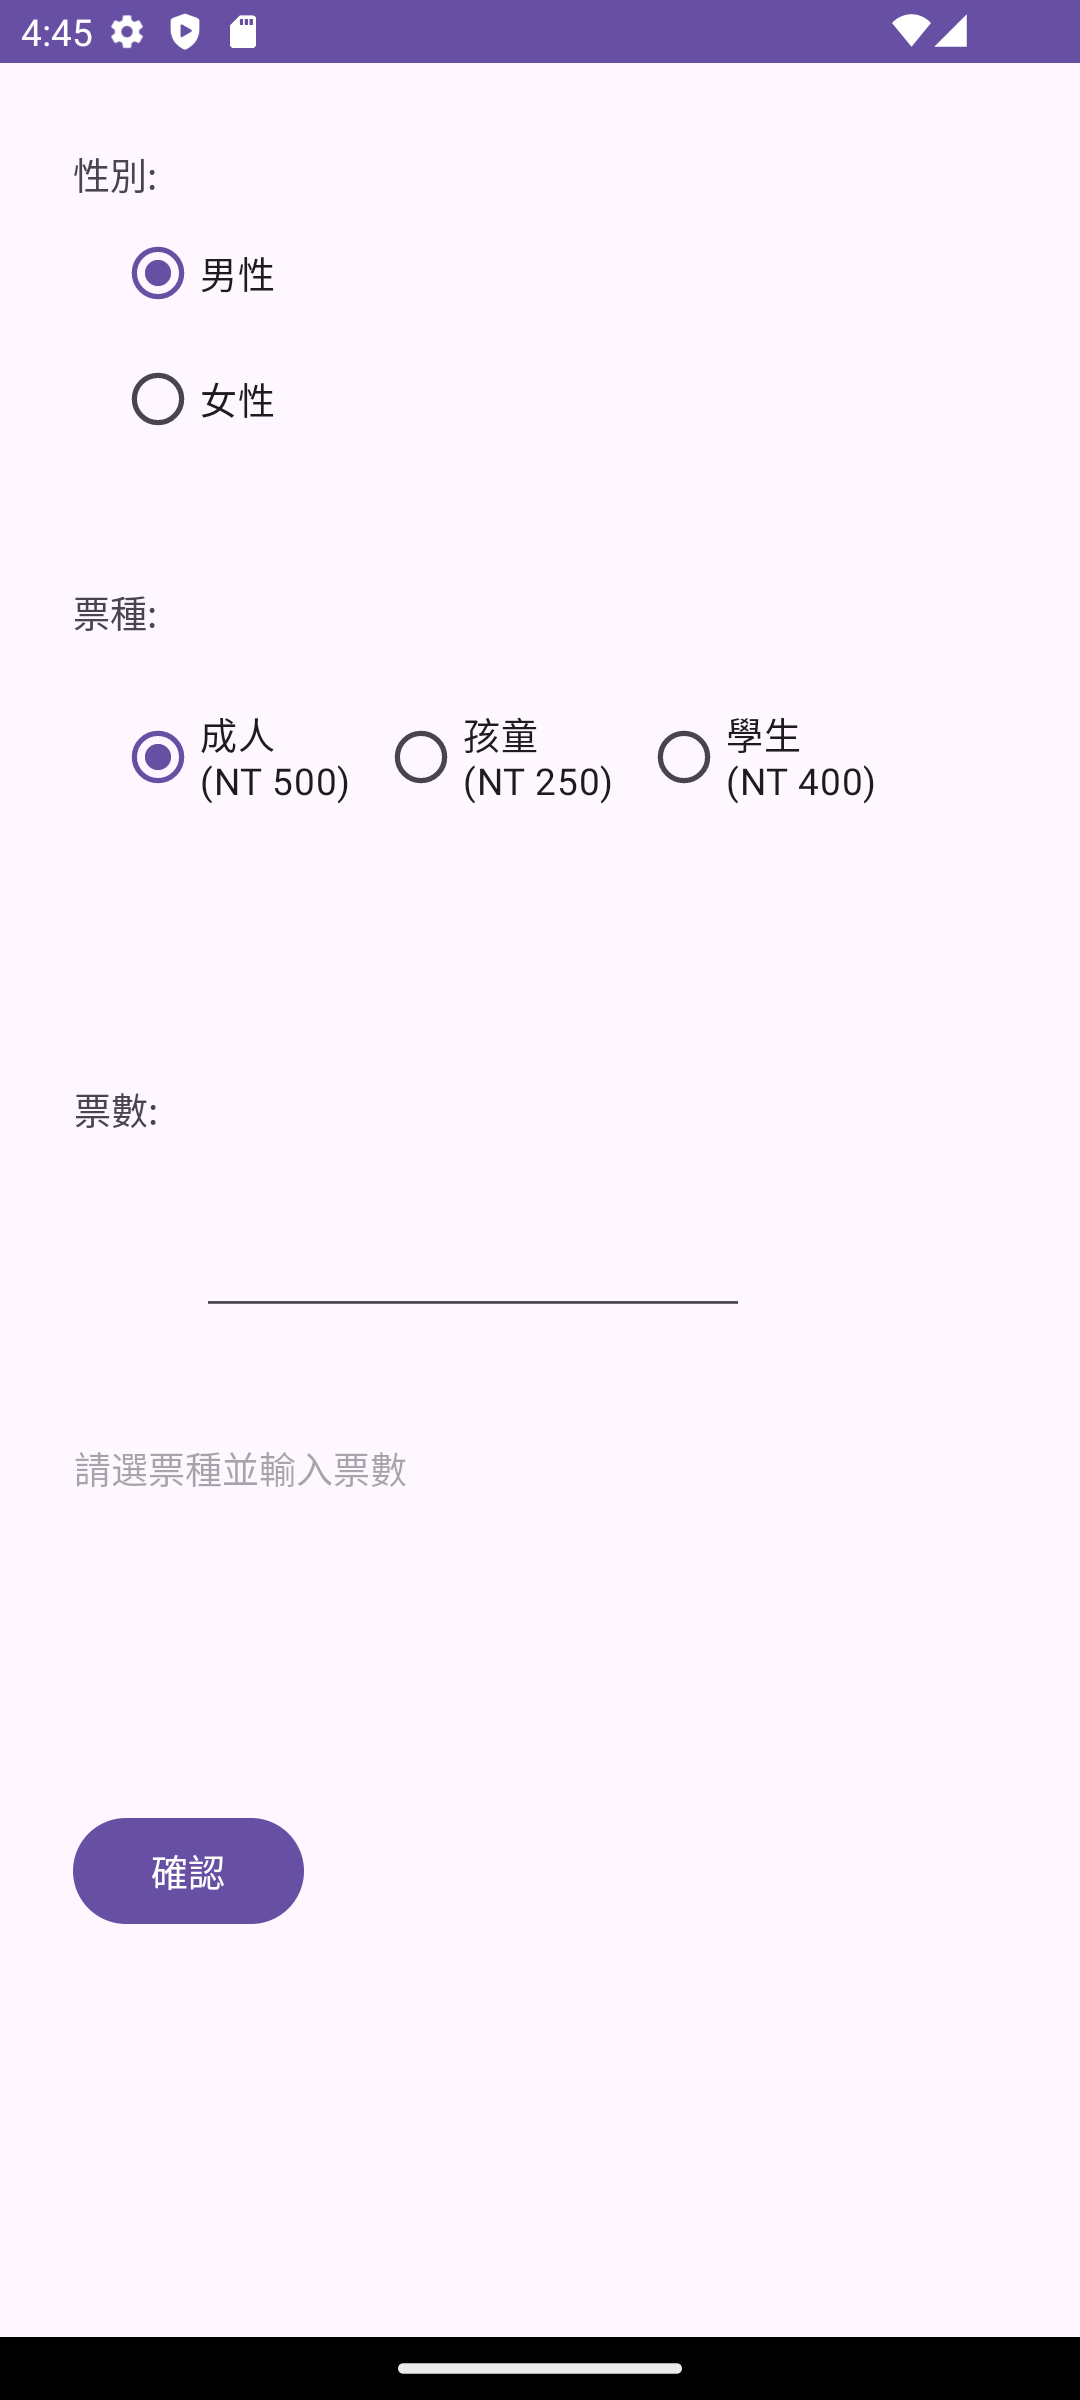 4:45
性別:
男性
女性
票種:
成人
(NT 500)
孩童
(NT 250)
學生
(NT 400)
票數:
請選票種並輸入票數
確認